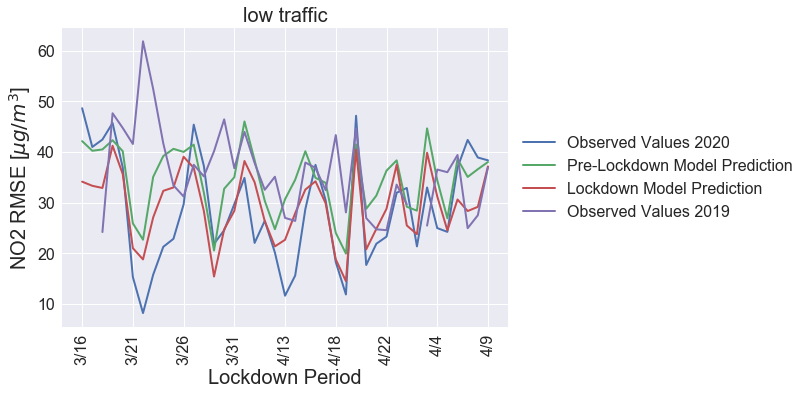 low traffic
NO2 RMSE [μg/m³]
60
50
40
30
20
10
3/16
3/21
3/26
3/31
4/13
4/18
4/22
4/4
4/9
Lockdown Period
Observed Values 2020
Pre-Lockdown Model Prediction
Lockdown Model Prediction
Observed Values 2019